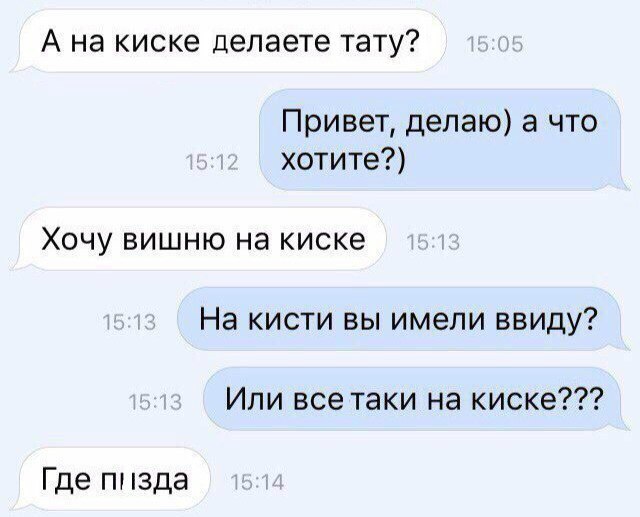 А на киске делаете тату? 15:05
Привет, делаю) а что
15:12 хотите?)
Хочу вишню на киске 15:13
15:13 На кисти вы имели ввиду?
15:13 Или все таки на киске???
Где пизда 15:14